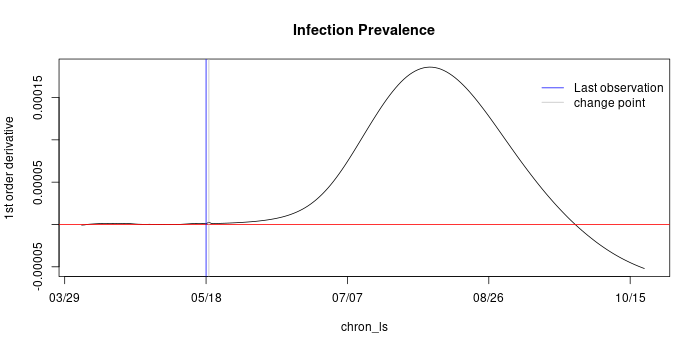 Infection Prevalence
1st order derivative
0.00015
0.00005
-0.00005
Last observation
change point
03/29
05/18
07/07
08/26
10/15
chron_ls